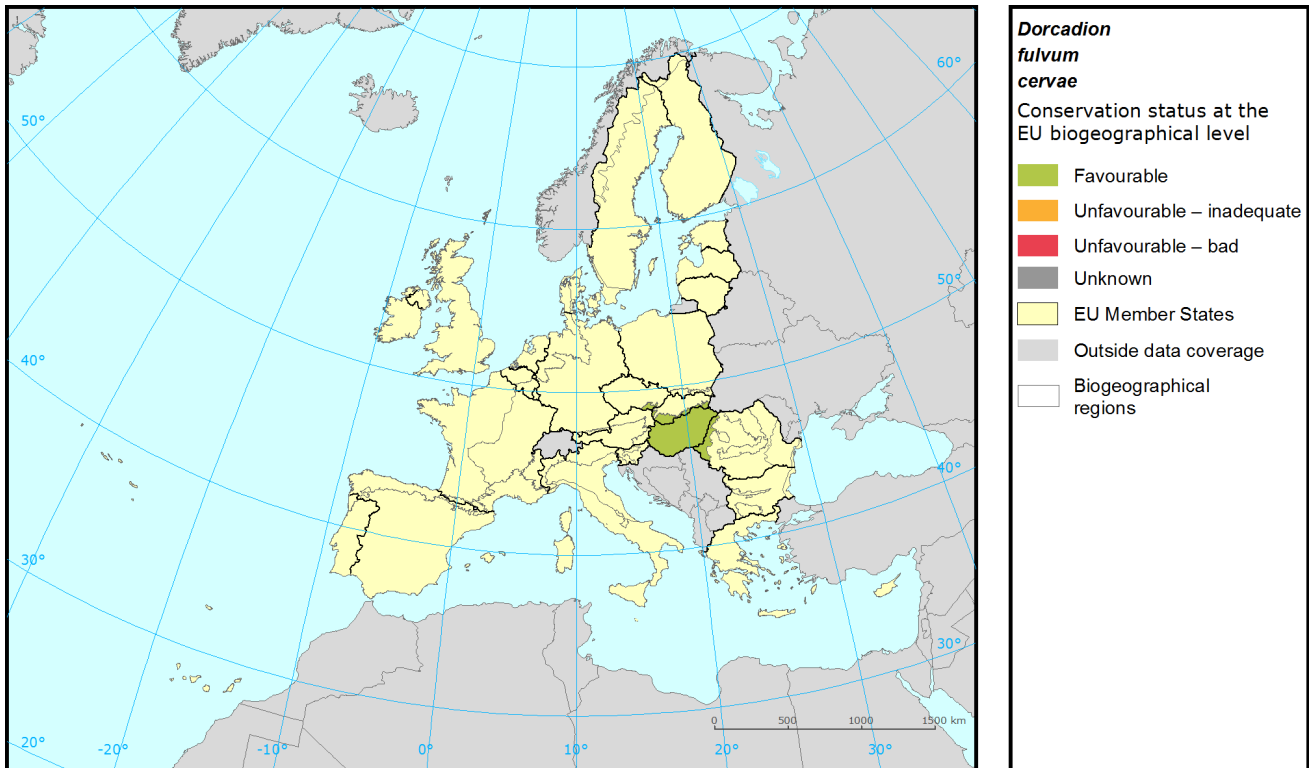 Dorcadion
fulvum
cervae
Conservation status at the
EU biogeographical level
Favourable
Unfavourable – inadequate
Unfavourable – bad
Unknown
EU Member States
Outside data coverage
Biogeographical
regions
60°
50°
50°
40°
40°
30°
30°
0 500 1000 1500 km
20° -20° -10° 0° 10° 20° 30°